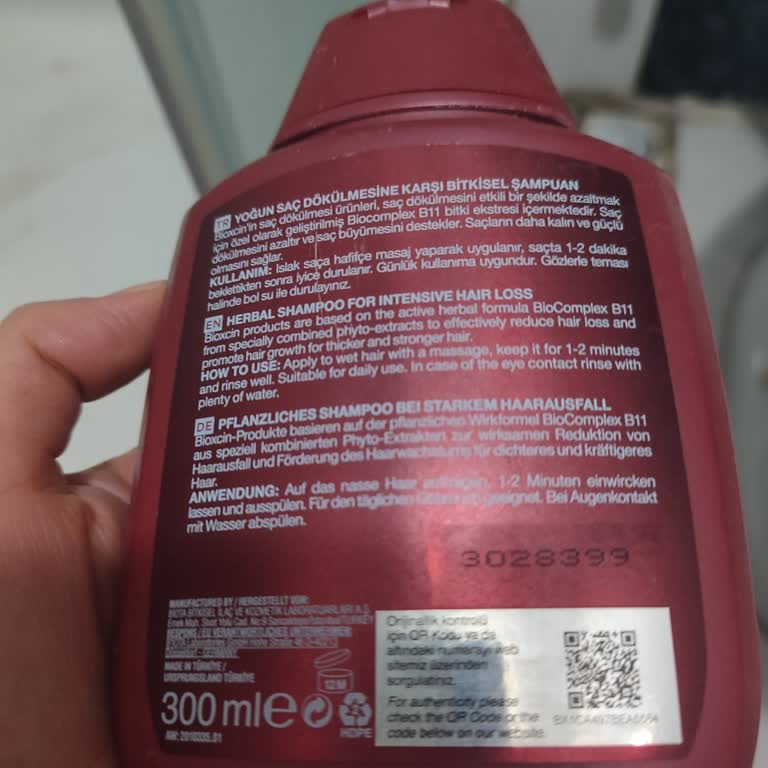 TR YOĞUN SAÇ DÖKÜLMESİNE KARŞI BİTKİSEL ŞAMPUAN
Bioxcin'in saç dökülmesi ürünleri, saç dökülmesini etkili bir şekilde azaltmak
için özel olarak geliştirilmiş Biocomplex B11 bitki ekstresi içermektedir. Saç
dökülmesini azaltır ve saç büyümesini destekler. Saçların daha kalın ve güçlü
olmasını sağlar.
KULLANIM: Islak saça hafifçe masaj yaparak uygulanır, saçta 1-2 dakika
beklettikten sonra iyice durulanır. Günlük kullanıma uygundur. Gözlerle teması
halinde bol su ile durulayınız.
EN HERBAL SHAMPOO FOR INTENSIVE HAIR LOSS
Bioxcin products are based on the active herbal formula BioComplex B11
from specially combined phyto-extracts to effectively reduce hair loss and
promote hair growth for thicker and stronger hair.
HOW TO USE: Apply to wet hair with a massage, keep it for 1-2 minutes
and rinse well. Suitable for daily use. In case of the eye contact rinse with
plenty of water.
DE PFLANZLICHES SHAMPOO BEI STARKEM HAARAUSFALL
Bioxcin-Produkte basieren auf der pflanzlichen Wirkformel BioComplex B11
aus speziell kombinierten Phyto-Extrakten zur wirksamen Reduktion von
Haarausfall und Förderung des Haarwachstums für dichteres und kräftigeres
Haar.
ANWENDUNG: Auf das nasse Haar auftragen, 1-2 Minuten einwirken
lassen und ausspülen. Für den täglichen Gebrauch geeignet. Bei Augenkontakt
mit Wasser abspülen.
3028399
MANUFACTURED BY / HERGESTELLT VON:
BIOTA BİTKİSEL İLAÇ VE KOZMETİK LABORATUARLARI A.Ş.
MADE IN TÜRKİYE /
URSPRUNGSLAND TÜRKİYE
12M
300 ml e
HDPE
Orijinallik kontrolü
için QR Kodu ya da
altındaki numarayı web
sitemiz üzerinden
sorgulatınız.
For authenticity please
check the QR Code or the
code below on our website.